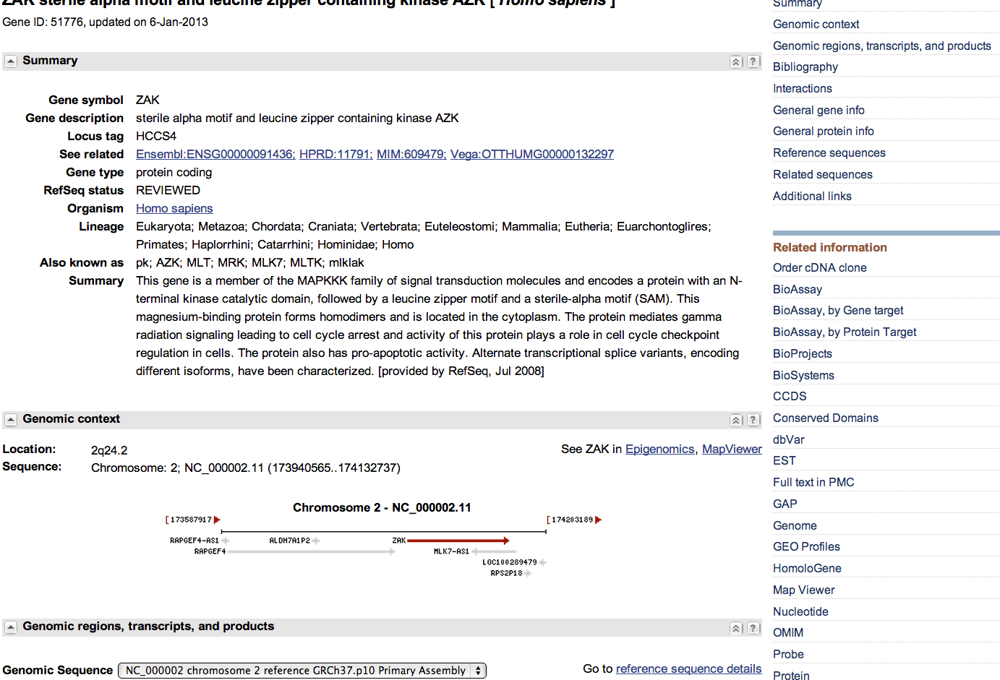 ZAK sterile alpha motif and leucine zipper containing kinase AZK [ Homo sapiens ]
Gene ID: 51776, updated on 6-Jan-2013
Summary
Gene symbol ZAK
Gene description sterile alpha motif and leucine zipper containing kinase AZK
Locus tag HCCS4
See related Ensembl:ENSG00000091436; HPRD:11791; MIM:609479; Vega:OTTHUMG00000132297
Gene type protein coding
RefSeq status REVIEWED
Organism Homo sapiens
Lineage Eukaryota; Metazoa; Chordata; Craniata; Vertebrata; Euteleostomi; Mammalia; Eutheria; Euarchontoglires;
Primates; Haplorrhini; Catarrhini; Hominidae; Homo
Also known as pk; AZK; MLT; MRK; MLK7; MLTK; mlklak
Summary This gene is a member of the MAPKKK family of signal transduction molecules and encodes a protein with an N-
terminal kinase catalytic domain, followed by a leucine zipper motif and a sterile-alpha motif (SAM). This
magnesium-binding protein forms homodimers and is located in the cytoplasm. The protein mediates gamma
radiation signaling leading to cell cycle arrest and activity of this protein plays a role in cell cycle checkpoint
regulation in cells. The protein also has pro-apoptotic activity. Alternate transcriptional splice variants, encoding
different isoforms, have been characterized. [provided by RefSeq, Jul 2008]
Genomic context
Location: 2q24.2
See ZAK in Epigenomics, MapViewer
Sequence: Chromosome: 2; NC_000002.11 (173940565..174132737)
Chromosome 2 - NC_000002.11
[173587917 [174203189
RAPGEF4-AS1 ALDH7A1P2 ZAK
RAPGEF4 MLK7-AS1
LOC100289479
RPS2P18
Genomic regions, transcripts, and products
Genomic Sequence NC_000002 chromosome 2 reference GRCh37.p10 Primary Assembly
Go to reference sequence details
Summary
Genomic context
Genomic regions, transcripts, and products
Bibliography
Interactions
General gene info
General protein info
Reference sequences
Related sequences
Additional links
Related information
Order cDNA clone
BioAssay
BioAssay, by Gene target
BioAssay, by Protein Target
BioProjects
BioSystems
CCDS
Conserved Domains
dbVar
EST
Full text in PMC
GAP
Genome
GEO Profiles
HomoloGene
Map Viewer
Nucleotide
OMIM
Probe
Protein